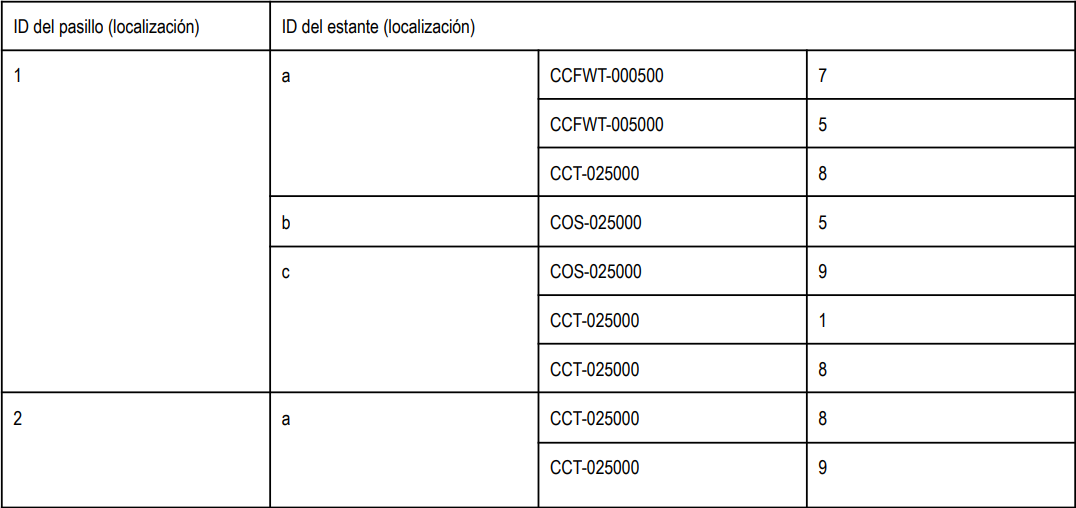 ID del pasillo (localización) ID del estante (localización)
1 a CCFWT-000500 7
CCFWT-005000 5
CCT-025000 8
b COS-025000 5
c COS-025000 9
CCT-025000 1
CCT-025000 8
2 a CCT-025000 8
CCT-025000 9